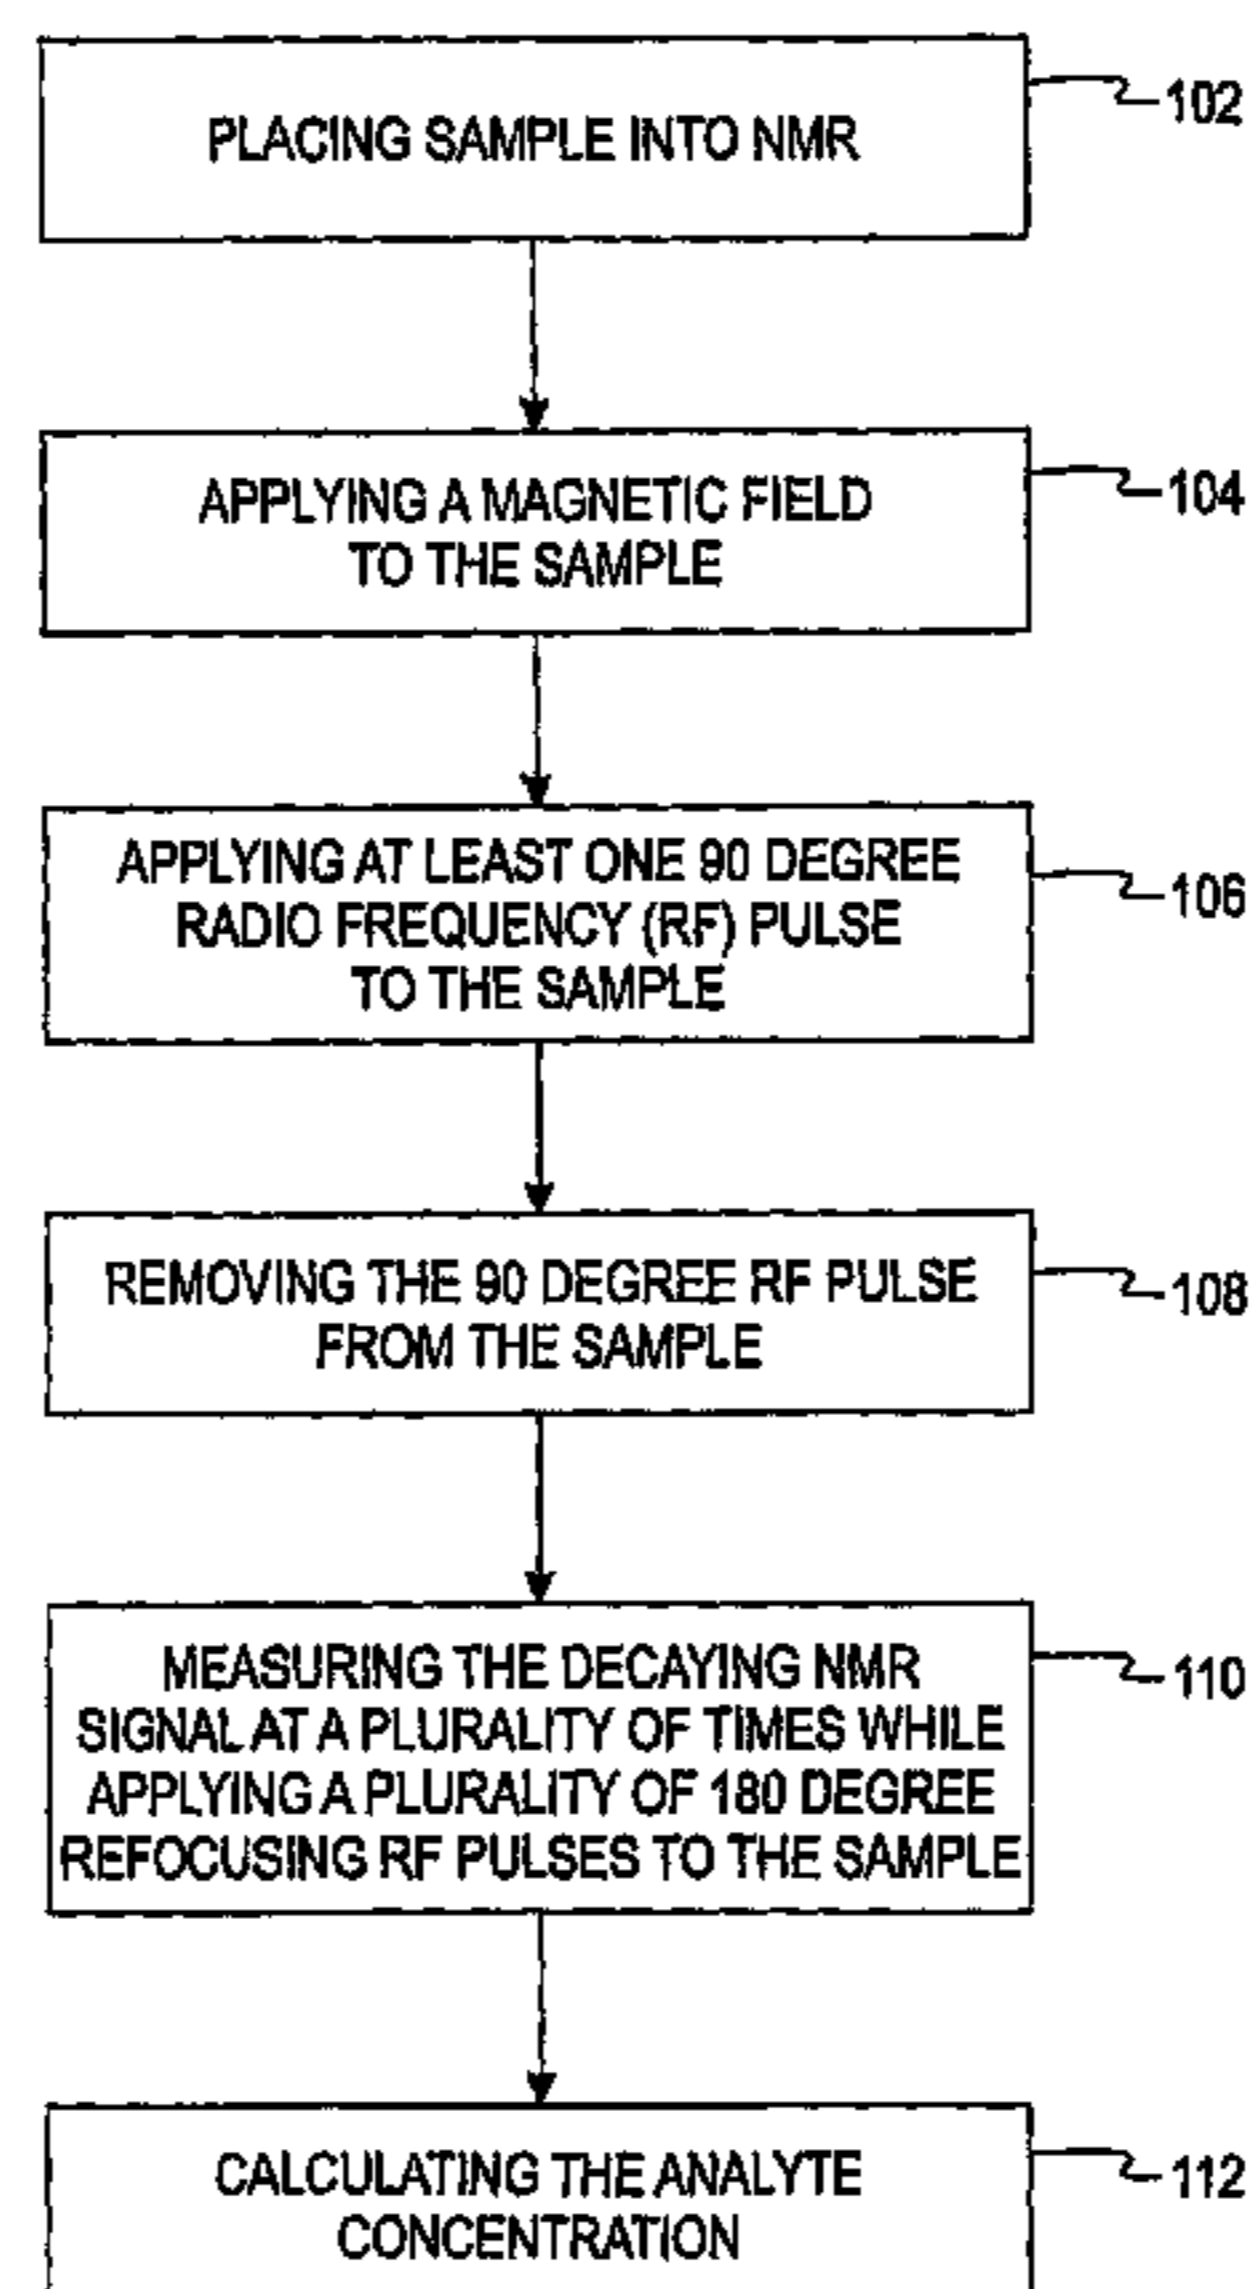 PLACING SAMPLE INTO NMR
102
APPLYING A MAGNETIC FIELD
TO THE SAMPLE
104
APPLYING AT LEAST ONE 90 DEGREE
RADIO FREQUENCY (RF) PULSE
TO THE SAMPLE
106
REMOVING THE 90 DEGREE RF PULSE
FROM THE SAMPLE
108
MEASURING THE DECAYING NMR
SIGNAL AT A PLURALITY OF TIMES WHILE
APPLYING A PLURALITY OF 180 DEGREE
REFOCUSING RF PULSES TO THE SAMPLE
110
CALCULATING THE ANALYTE
CONCENTRATION
112